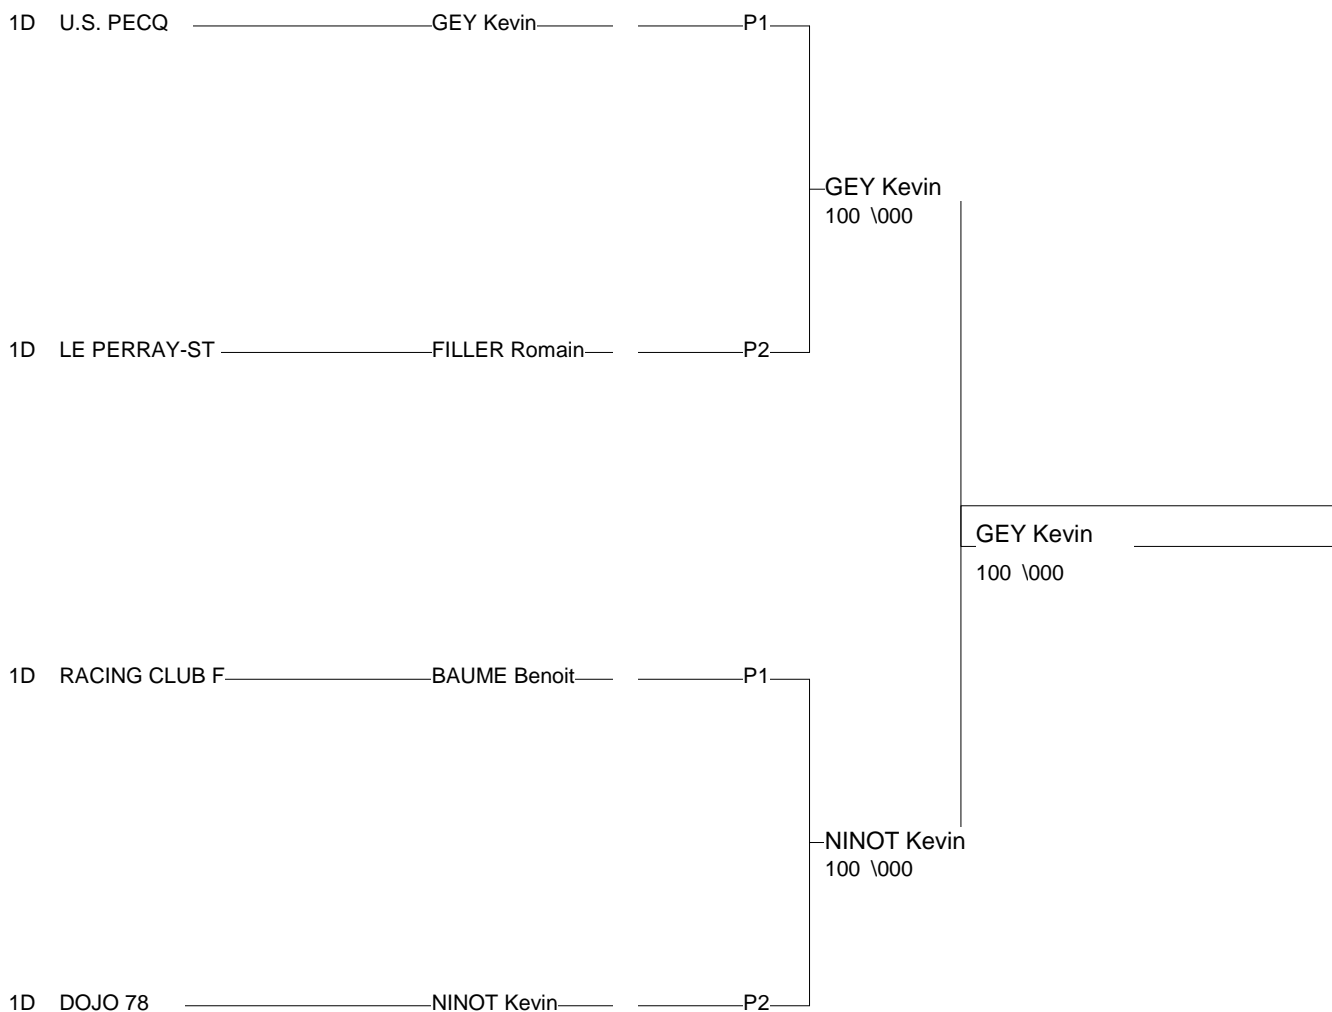 1D U.S. PECQ GEY Kevin P1
GEY Kevin
100 \000
1D LE PERRAY-ST FILLER Romain P2
GEY Kevin
100 \000
1D RACING CLUB F BAUME Benoit P1
NINOT Kevin
100 \000
1D DOJO 78 NINOT Kevin P2